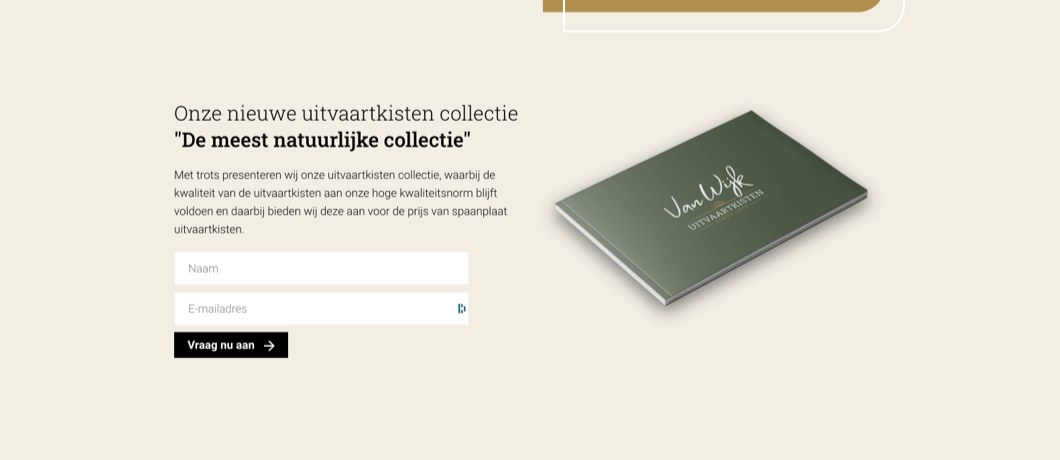 Onze nieuwe uitvaartkisten collectie
"De meest natuurlijke collectie"
Met trots presenteren wij onze uitvaartkisten collectie, waarbij de
kwaliteit van de uitvaartkisten aan onze hoge kwaliteitsnorm blijft
voldoen en daarbij bieden wij deze aan voor de prijs van spaanplaat
uitvaartkisten.
Naam
E-mailadres
Vraag nu aan
Van Wijk
UITVAARTKISTEN